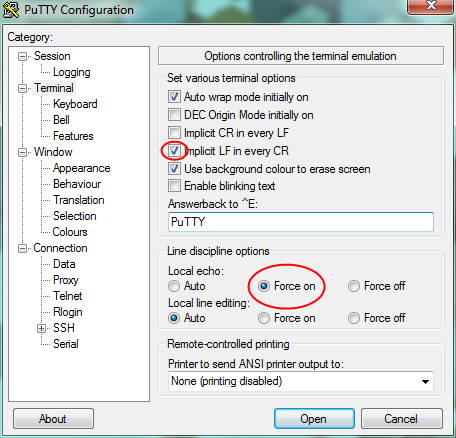 PuTTY Configuration
Category:
Session
Logging
Terminal
Keyboard
Bell
Features
Window
Appearance
Behaviour
Translation
Selection
Colours
Connection
Data
Proxy
Telnet
Rlogin
SSH
Serial
Options controlling the terminal emulation
Set various terminal options
Auto wrap mode initially on
DEC Origin Mode initially on
Implicit CR in every LF
Implicit LF in every CR
Use background colour to erase screen
Enable blinking text
Answerback to ^E:
PuTTY
Line discipline options
Local echo:
Auto Force on Force off
Local line editing:
Auto Force on Force off
Remote-controlled printing
Printer to send ANSI printer output to:
None (printing disabled)
About Open Cancel